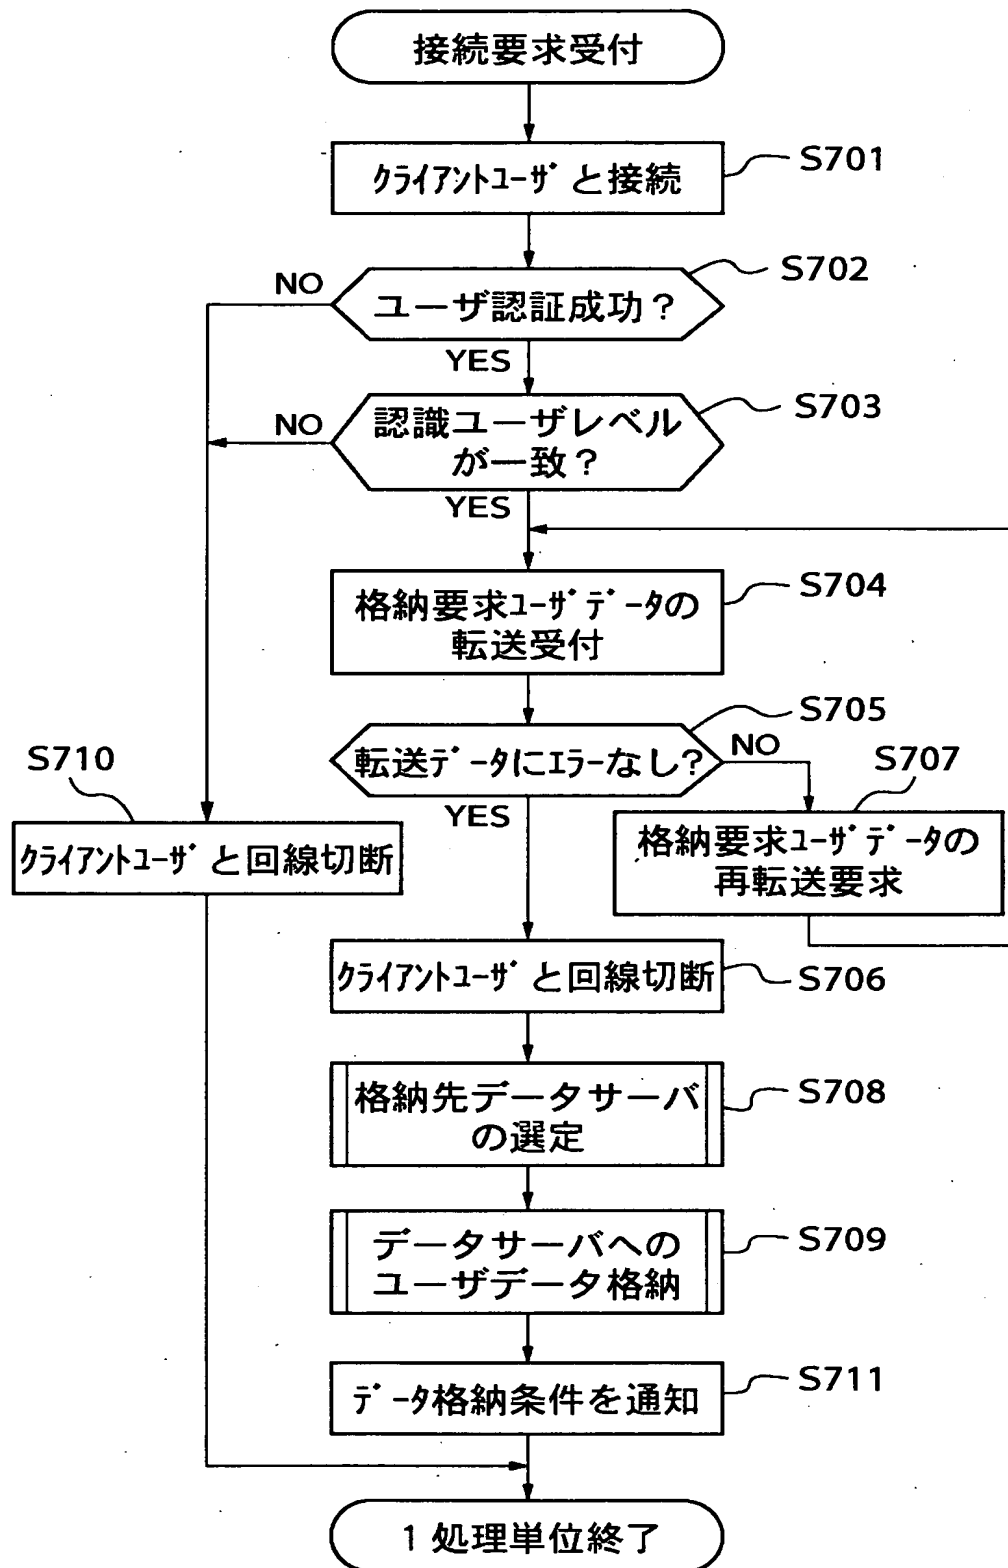 接続要求受付
S701
ｸﾗｲｱﾝﾄﾕｰｻﾞと接続
S702
NO
ユーザ認証成功？
YES
S703
NO
認識ユーザレベル
が一致？
YES
S704
格納要求ﾕｰｻﾞﾃﾞｰﾀの
転送受付
S705
転送ﾃﾞｰﾀにｴﾗｰなし？
NO
YES
S710
ｸﾗｲｱﾝﾄﾕｰｻﾞと回線切断
S707
格納要求ﾕｰｻﾞﾃﾞｰﾀの
再転送要求
ｸﾗｲｱﾝﾄﾕｰｻﾞと回線切断
S706
格納先データサーバ
の選定
S708
データサーバへの
ユーザデータ格納
S709
ﾃﾞｰﾀ格納条件を通知
S711
１処理単位終了